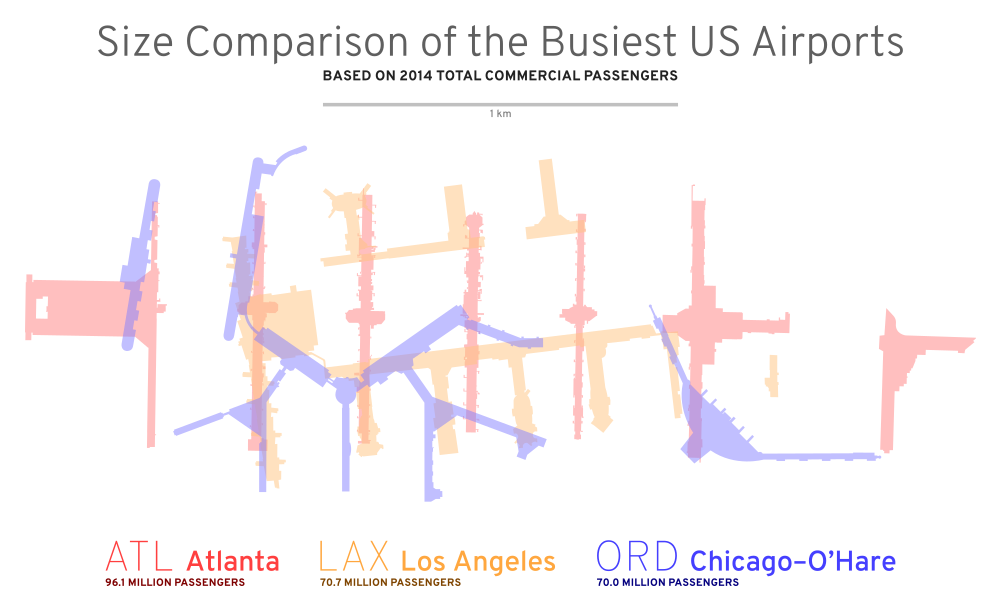 Size Comparison of the Busiest US Airports
BASED ON 2014 TOTAL COMMERCIAL PASSENGERS
1 km
ATL Atlanta
96.1 MILLION PASSENGERS
LAX Los Angeles
70.7 MILLION PASSENGERS
ORD Chicago–O’Hare
70.0 MILLION PASSENGERS